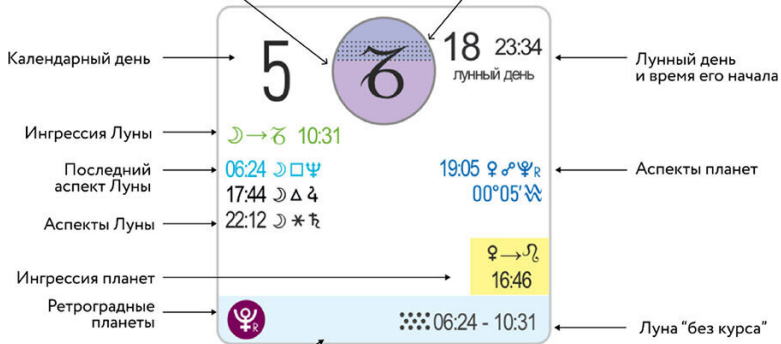 Календарный день
5
♑
18 23:34
лунный день
Лунный день
и время его начала
Ингрессия Луны
☽→♑ 10:31
Последний
аспект Луны
06:24 ☽□♆
19:05 ♀☍♇R
Аспекты планет
17:44 ☽△♃
00°05'♒
Аспекты Луны
22:12 ☽⚹♄
♀→♌
Ингрессия планет
16:46
Ретроградные
планеты
♇R
06:24 - 10:31
Луна "без курса"